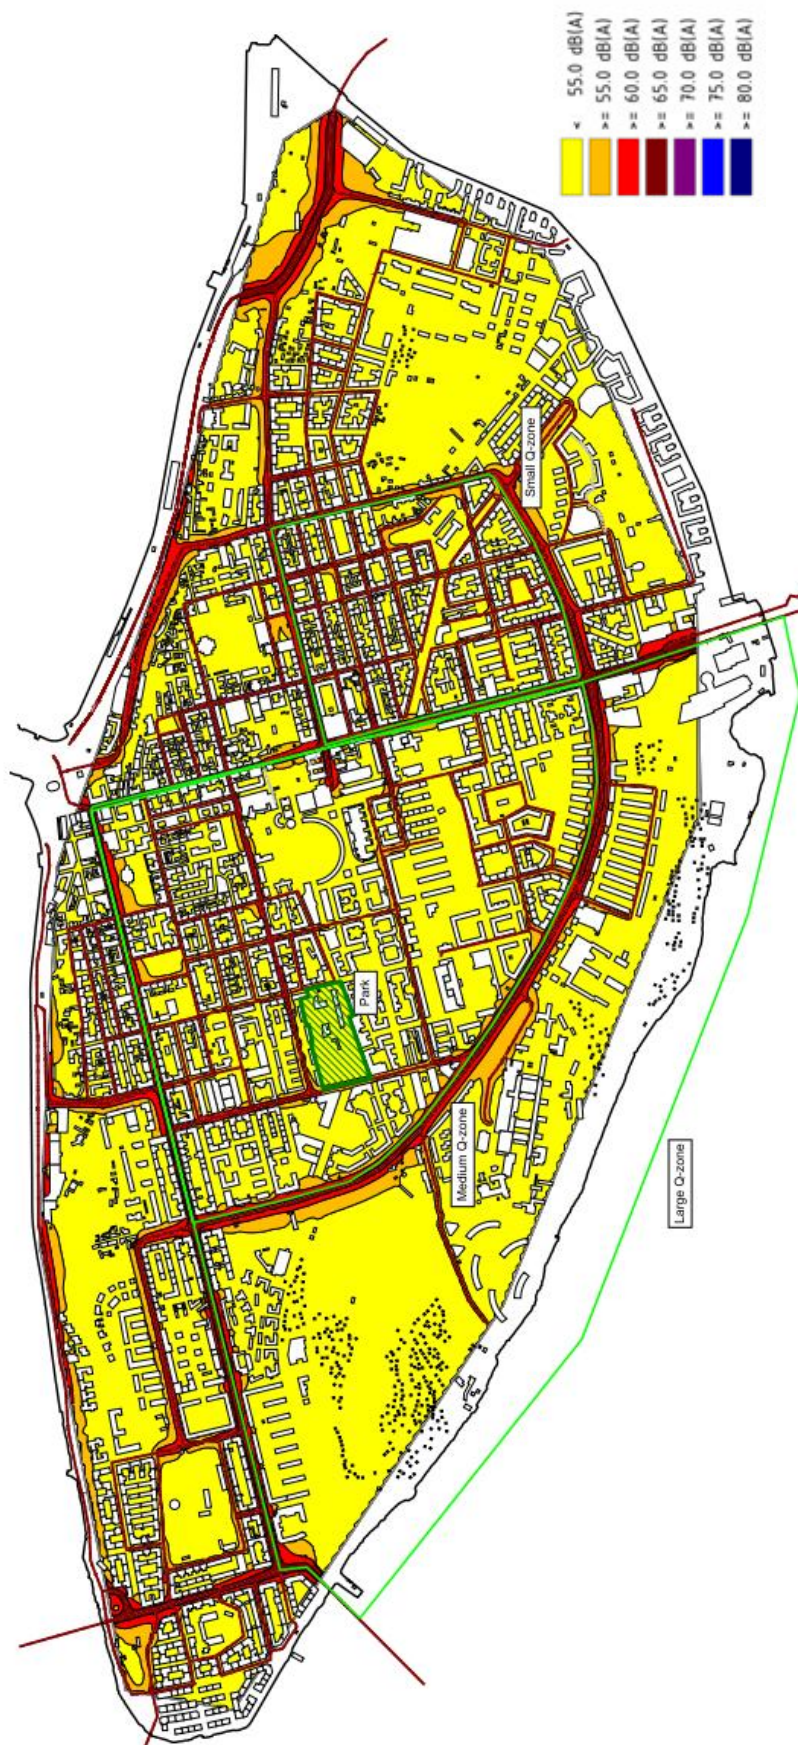 < 55.0 dB(A)
>= 55.0 dB(A)
>= 60.0 dB(A)
>= 65.0 dB(A)
>= 70.0 dB(A)
>= 75.0 dB(A)
>= 80.0 dB(A)
Small Q-zone
Park
Medium Q-zone
Large Q-zone